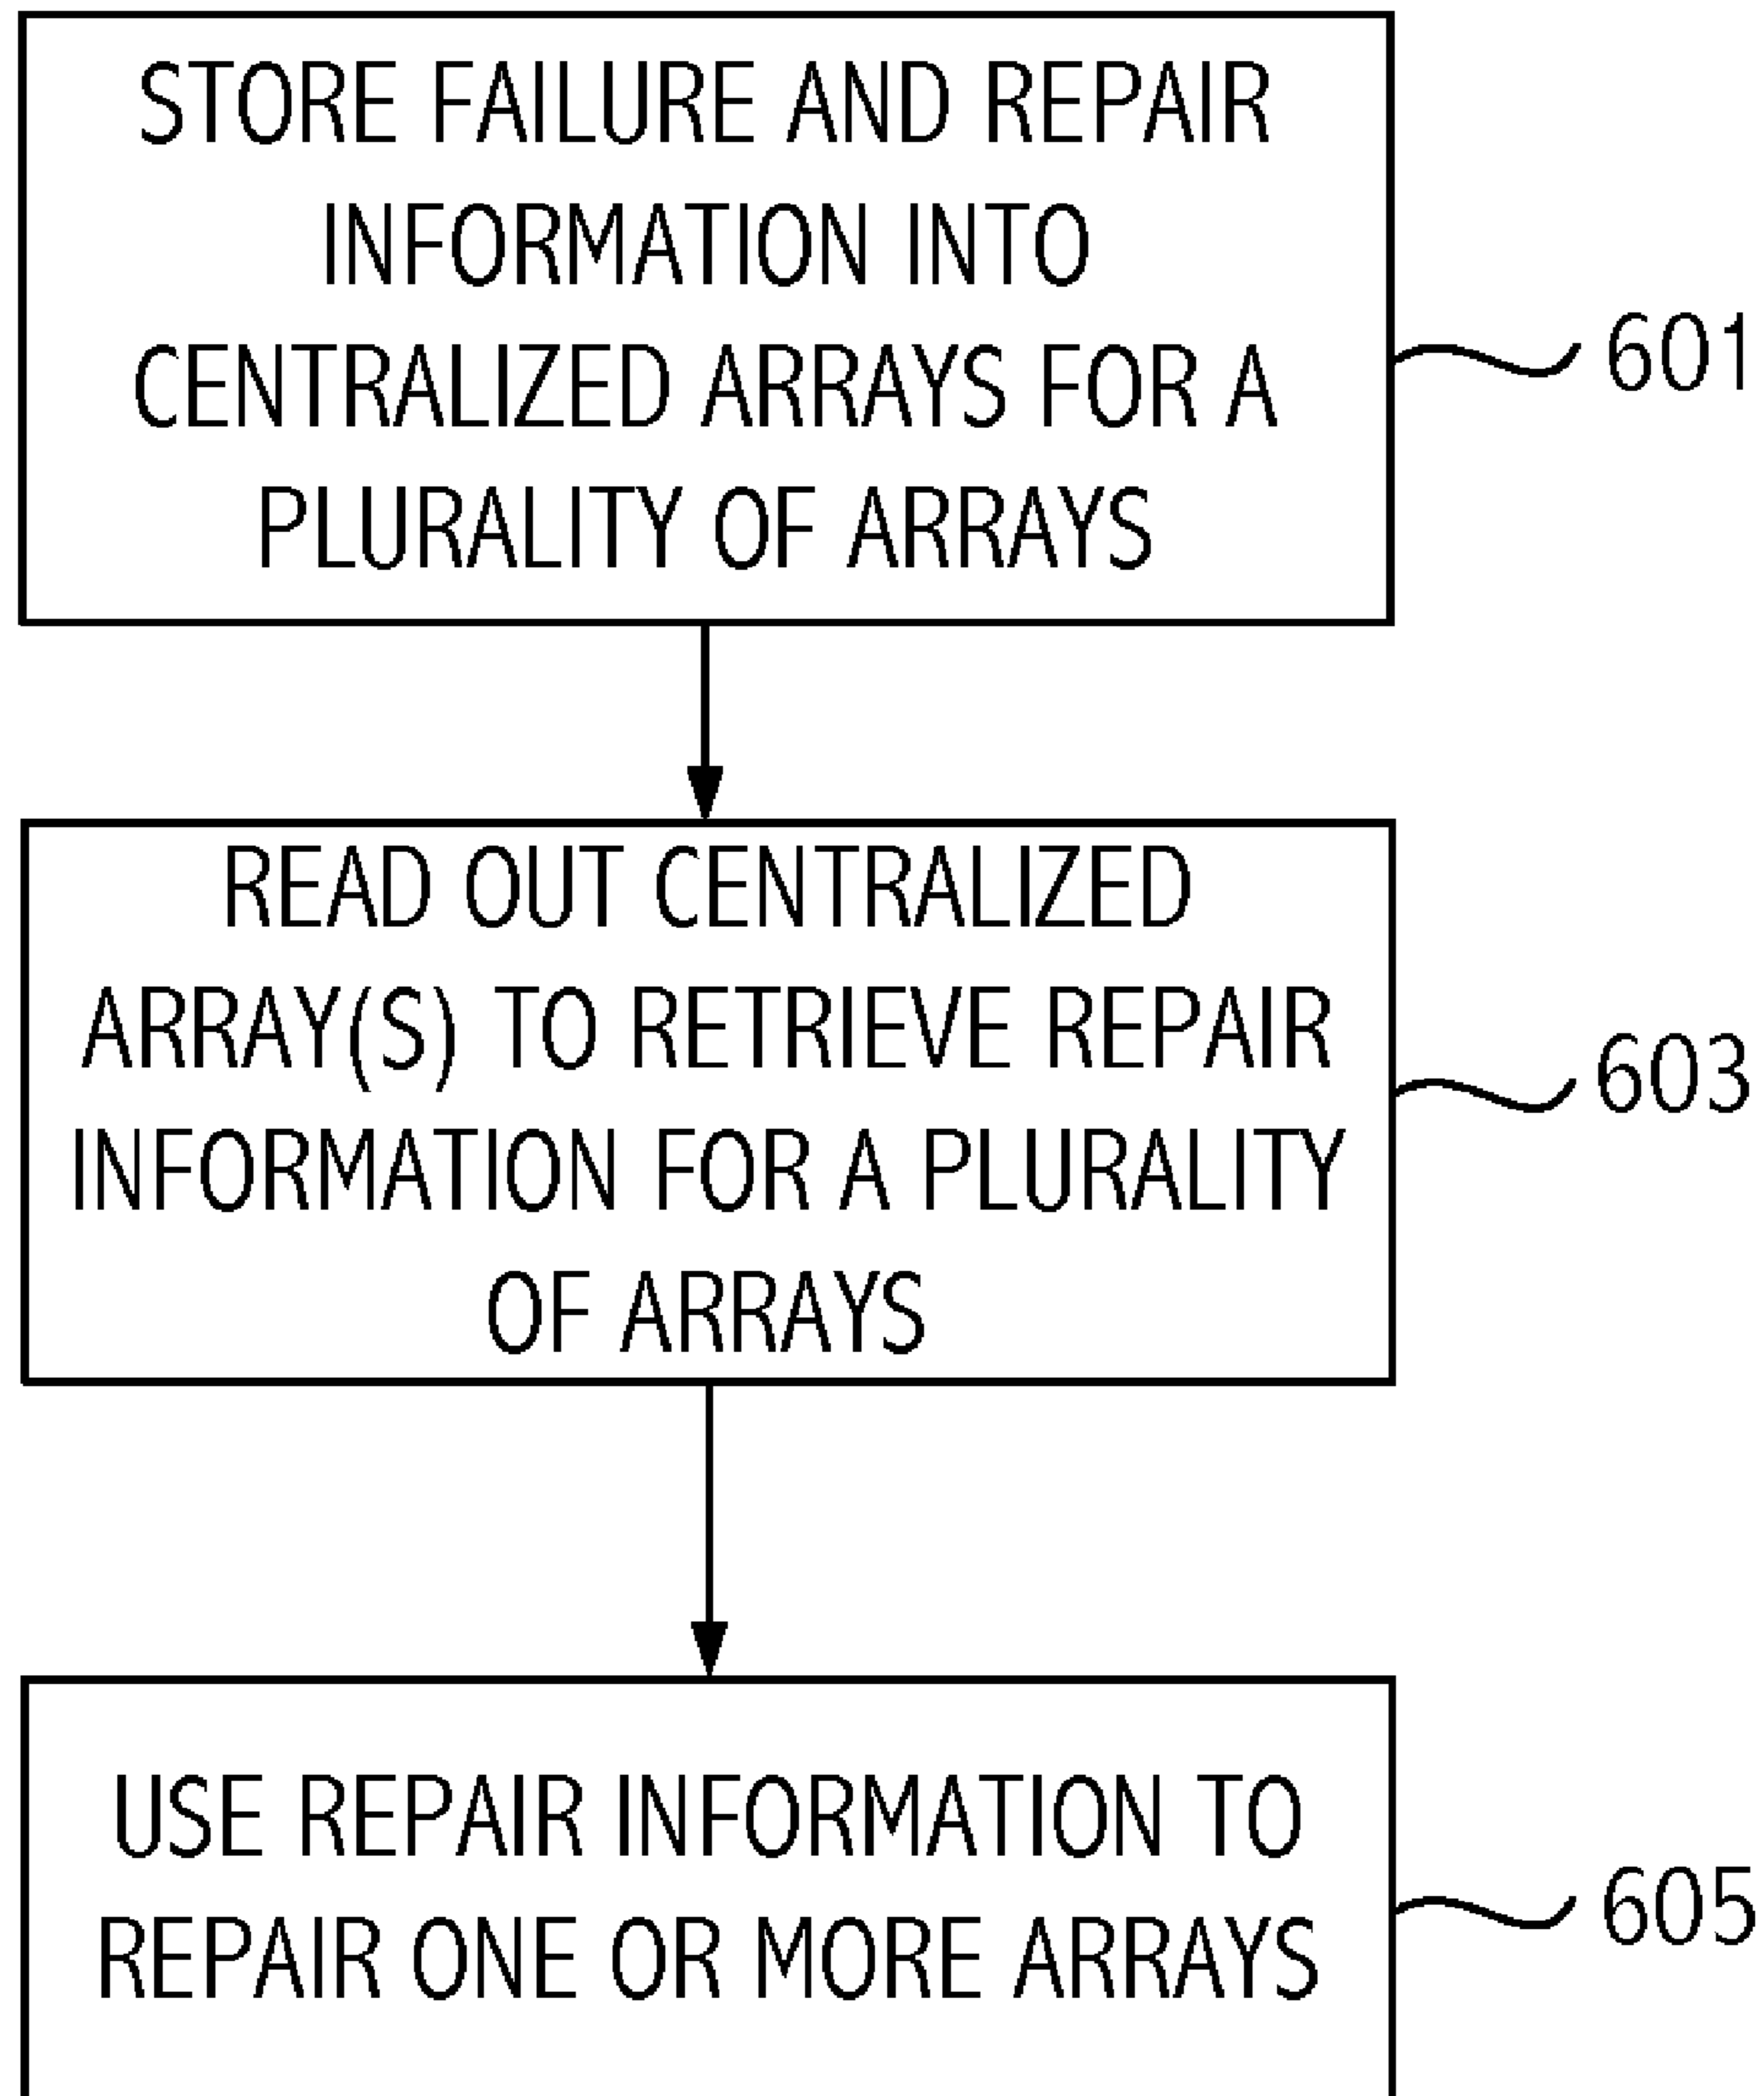 STORE FAILURE AND REPAIR
INFORMATION INTO
CENTRALIZED ARRAYS FOR A
PLURALITY OF ARRAYS
601
READ OUT CENTRALIZED
ARRAY(S) TO RETRIEVE REPAIR
INFORMATION FOR A PLURALITY
OF ARRAYS
603
USE REPAIR INFORMATION TO
REPAIR ONE OR MORE ARRAYS
605